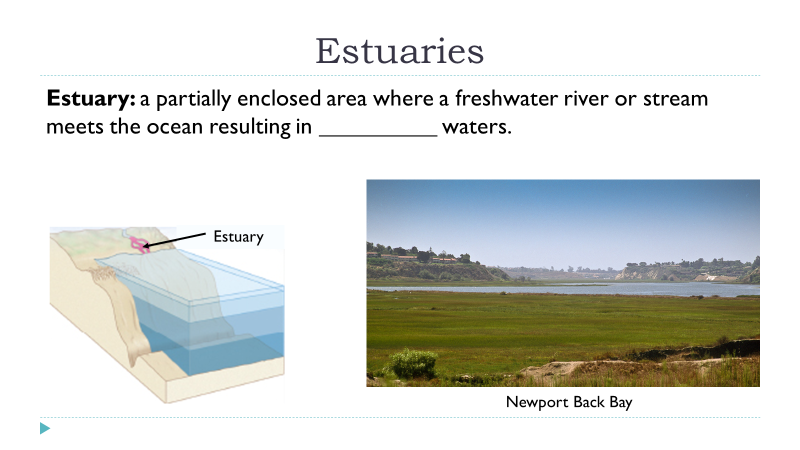 Estuaries
Estuary: a partially enclosed area where a freshwater river or stream
meets the ocean resulting in __________ waters.
Estuary
Newport Back Bay